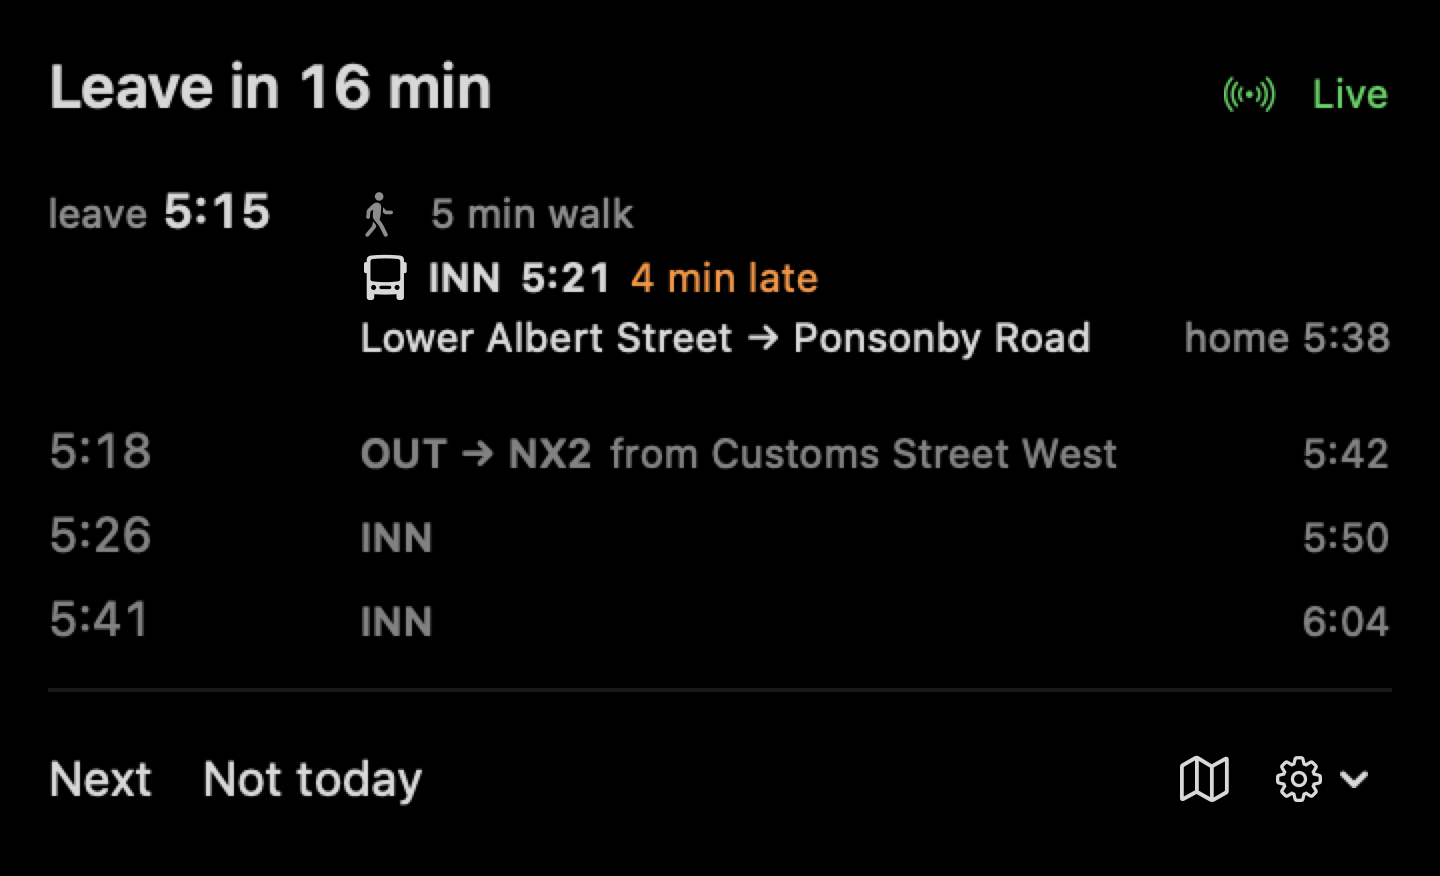 Leave in 16 min
Live
leave 5:15 5 min walk
INN 5:21 4 min late
Lower Albert Street → Ponsonby Road home 5:38
5:18 OUT → NX2 from Customs Street West 5:42
5:26 INN 5:50
5:41 INN 6:04
Next Not today